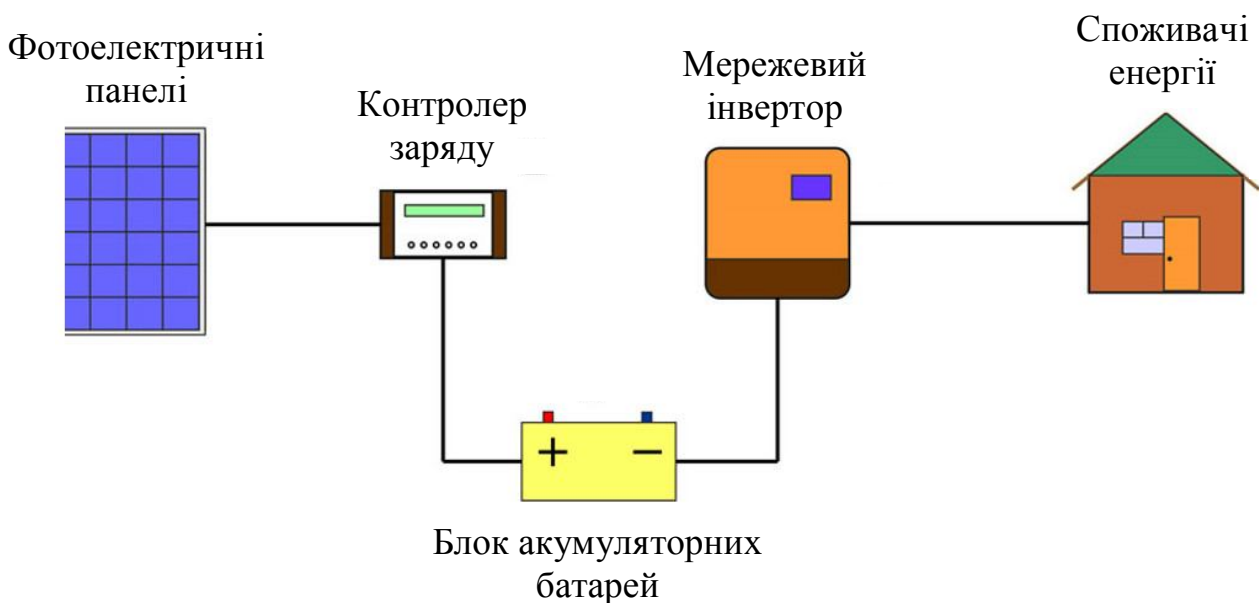 Фотоелектричні
панелі
Контролер
заряду
Мережевий
інвертор
Споживачі
енергії
+ −
Блок акумуляторних
батарей